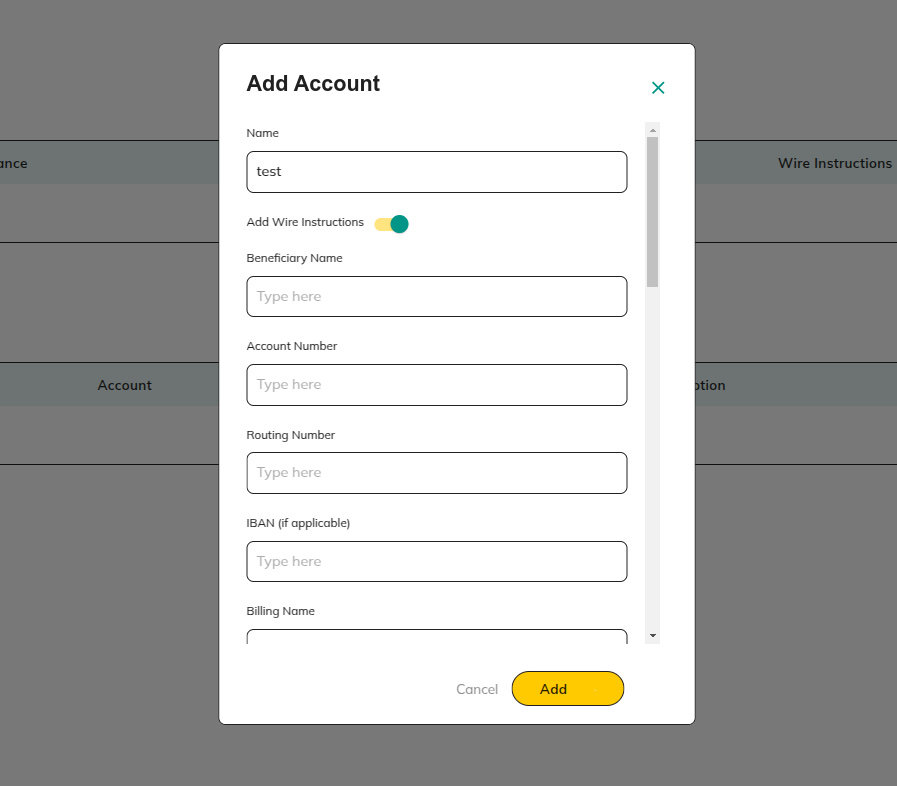 Add Account
Name
ance
Wire Instructions
test
Add Wire Instructions
Beneficiary Name
Type here
Account Number
Type here
Account
ption
Routing Number
Type here
IBAN (if applicable)
Type here
Billing Name
Cancel
Add